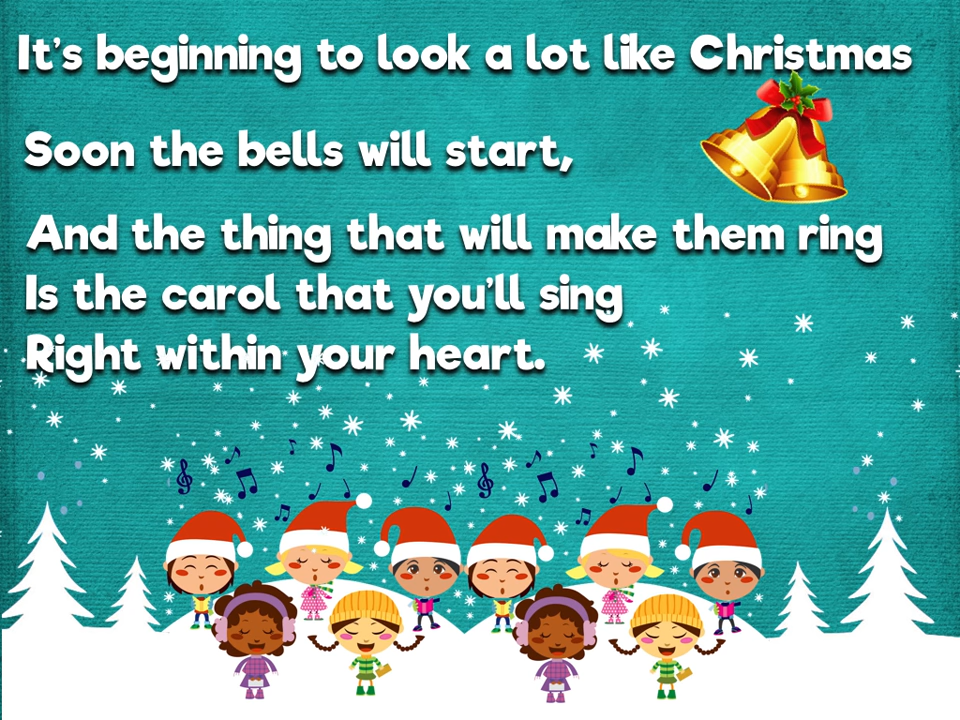 It's beginning to look a lot like Christmas
Soon the bells will start,
And the thing that will make them ring
Is the carol that you'll sing
Right within your heart.